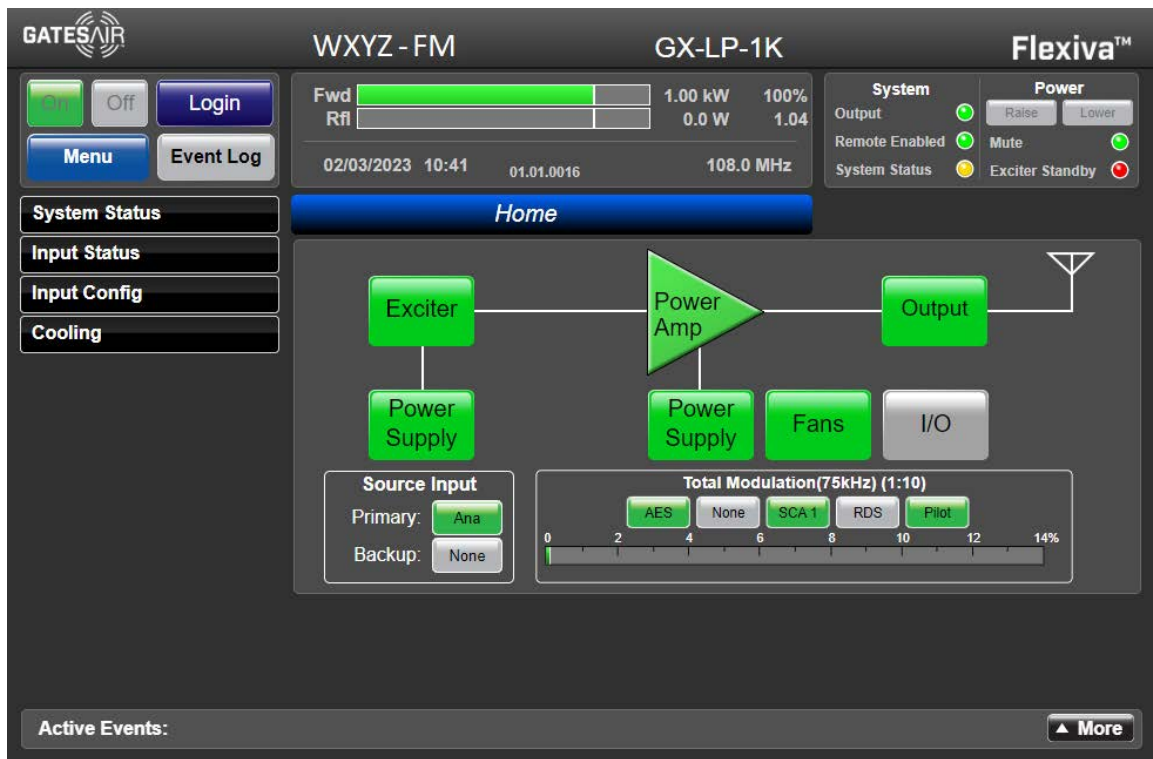 GATESAIR
WXYZ - FM
GX-LP-1K
Flexiva™
On
Off
Login
Menu
Event Log
Fwd 1.00 kW 100%
Rfl 0.0 W 1.04
02/03/2023 10:41 01.01.0016 108.0 MHz
System
Output
Remote Enabled
System Status
Power
Raise
Lower
Mute
Exciter Standby
System Status
Input Status
Input Config
Cooling
Home
Exciter
Power
Amp
Output
Power
Supply
Power
Supply
Fans
I/O
Source Input
Primary: Ana
Backup: None
Total Modulation(75kHz) (1:10)
AES None SCA 1 RDS Pilot
0 2 4 6 8 10 12 14%
Active Events:
▲ More